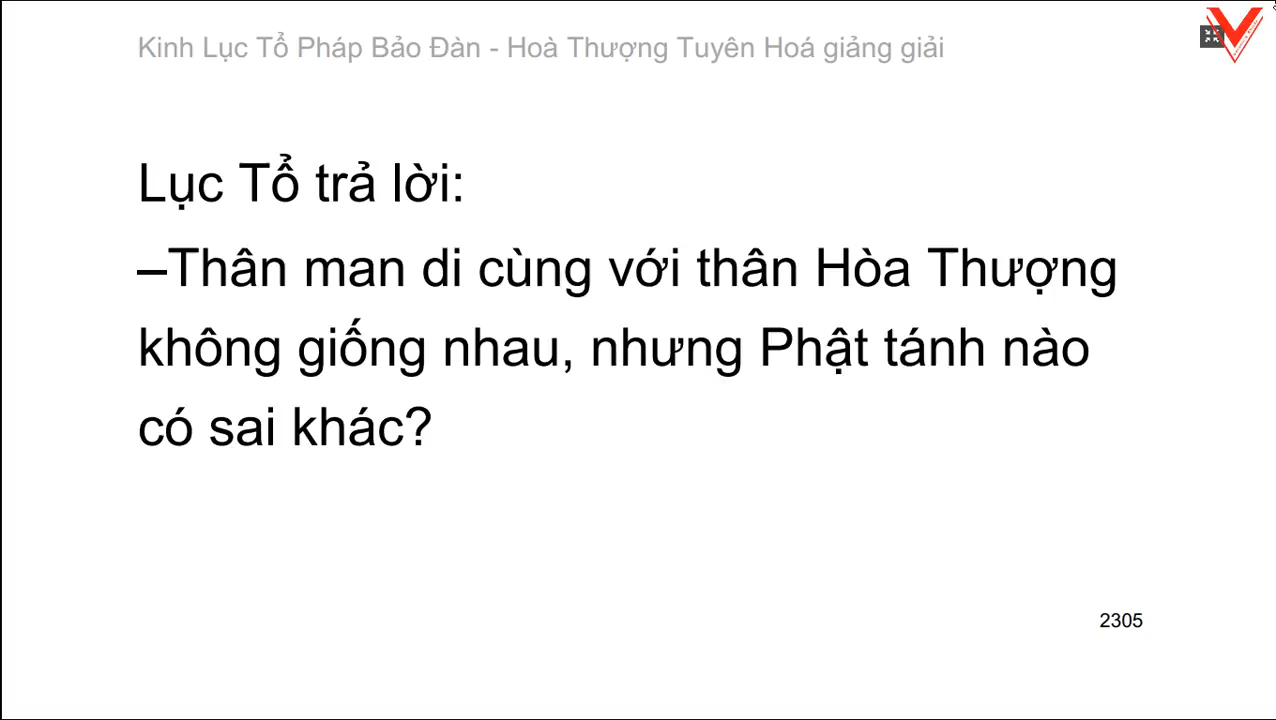 Kinh Lục Tổ Pháp Bảo Đàn - Hoà Thượng Tuyên Hoá giảng giải
Lục Tổ trả lời:
–Thân man di cùng với thân Hòa Thượng
không giống nhau, nhưng Phật tánh nào
có sai khác?
2305